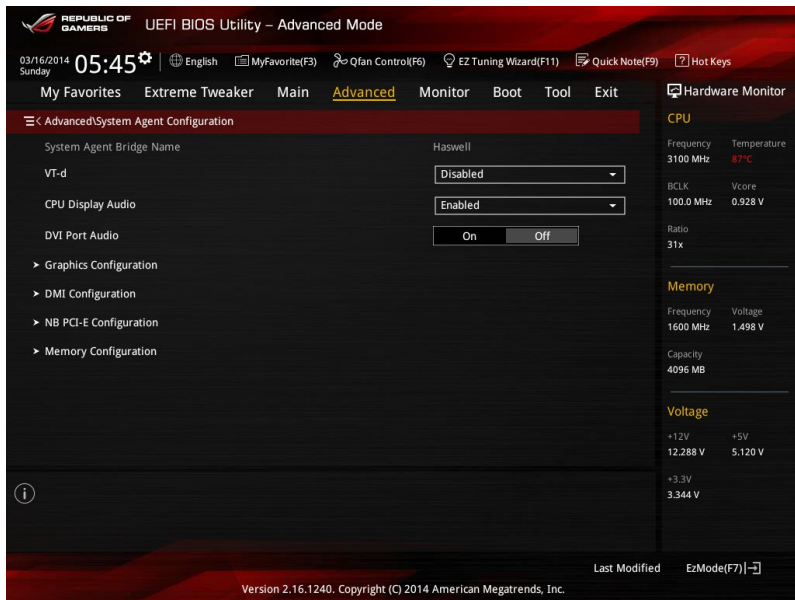 REPUBLIC OF
GAMERS
UEFI BIOS Utility – Advanced Mode
03/16/2014
Sunday
05:45
English
MyFavorite(F3)
Qfan Control(F6)
EZ Tuning Wizard(F11)
Quick Note(F9)
? Hot Keys
My Favorites Extreme Tweaker Main Advanced Monitor Boot Tool Exit
Hardware Monitor
< Advanced\System Agent Configuration
System Agent Bridge Name Haswell
VT-d Disabled
CPU Display Audio Enabled
DVI Port Audio On Off
> Graphics Configuration
> DMI Configuration
> NB PCI-E Configuration
> Memory Configuration
CPU
Frequency Temperature
3100 MHz 87°C
BCLK Vcore
100.0 MHz 0.928 V
Ratio
31x
Memory
Frequency Voltage
1600 MHz 1.498 V
Capacity
4096 MB
Voltage
+12V +5V
12.288 V 5.120 V
+3.3V
3.344 V
i
Last Modified EzMode(F7)
Version 2.16.1240. Copyright (C) 2014 American Megatrends, Inc.